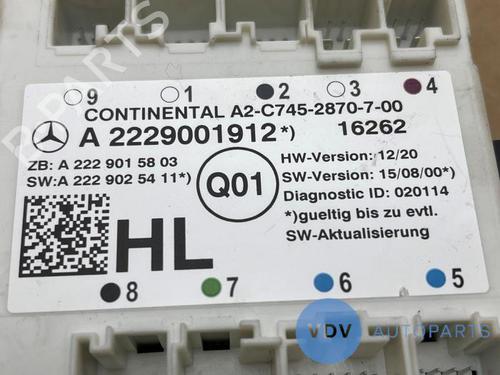 9 1 2 3 4
CONTINENTAL A2-C745-2870-7-00
A 2229001912*) 16262
ZB: A 222 901 58 03
SW:A 222 902 54 11*)
Q01
HW-Version: 12/20
SW-Version: 15/08/00*)
Diagnostic ID: 020114
*)gueltig bis zu evtl.
SW-Aktualisierung
HL
8 7 6 5
VDV AUTOPARTS
B-PARTS